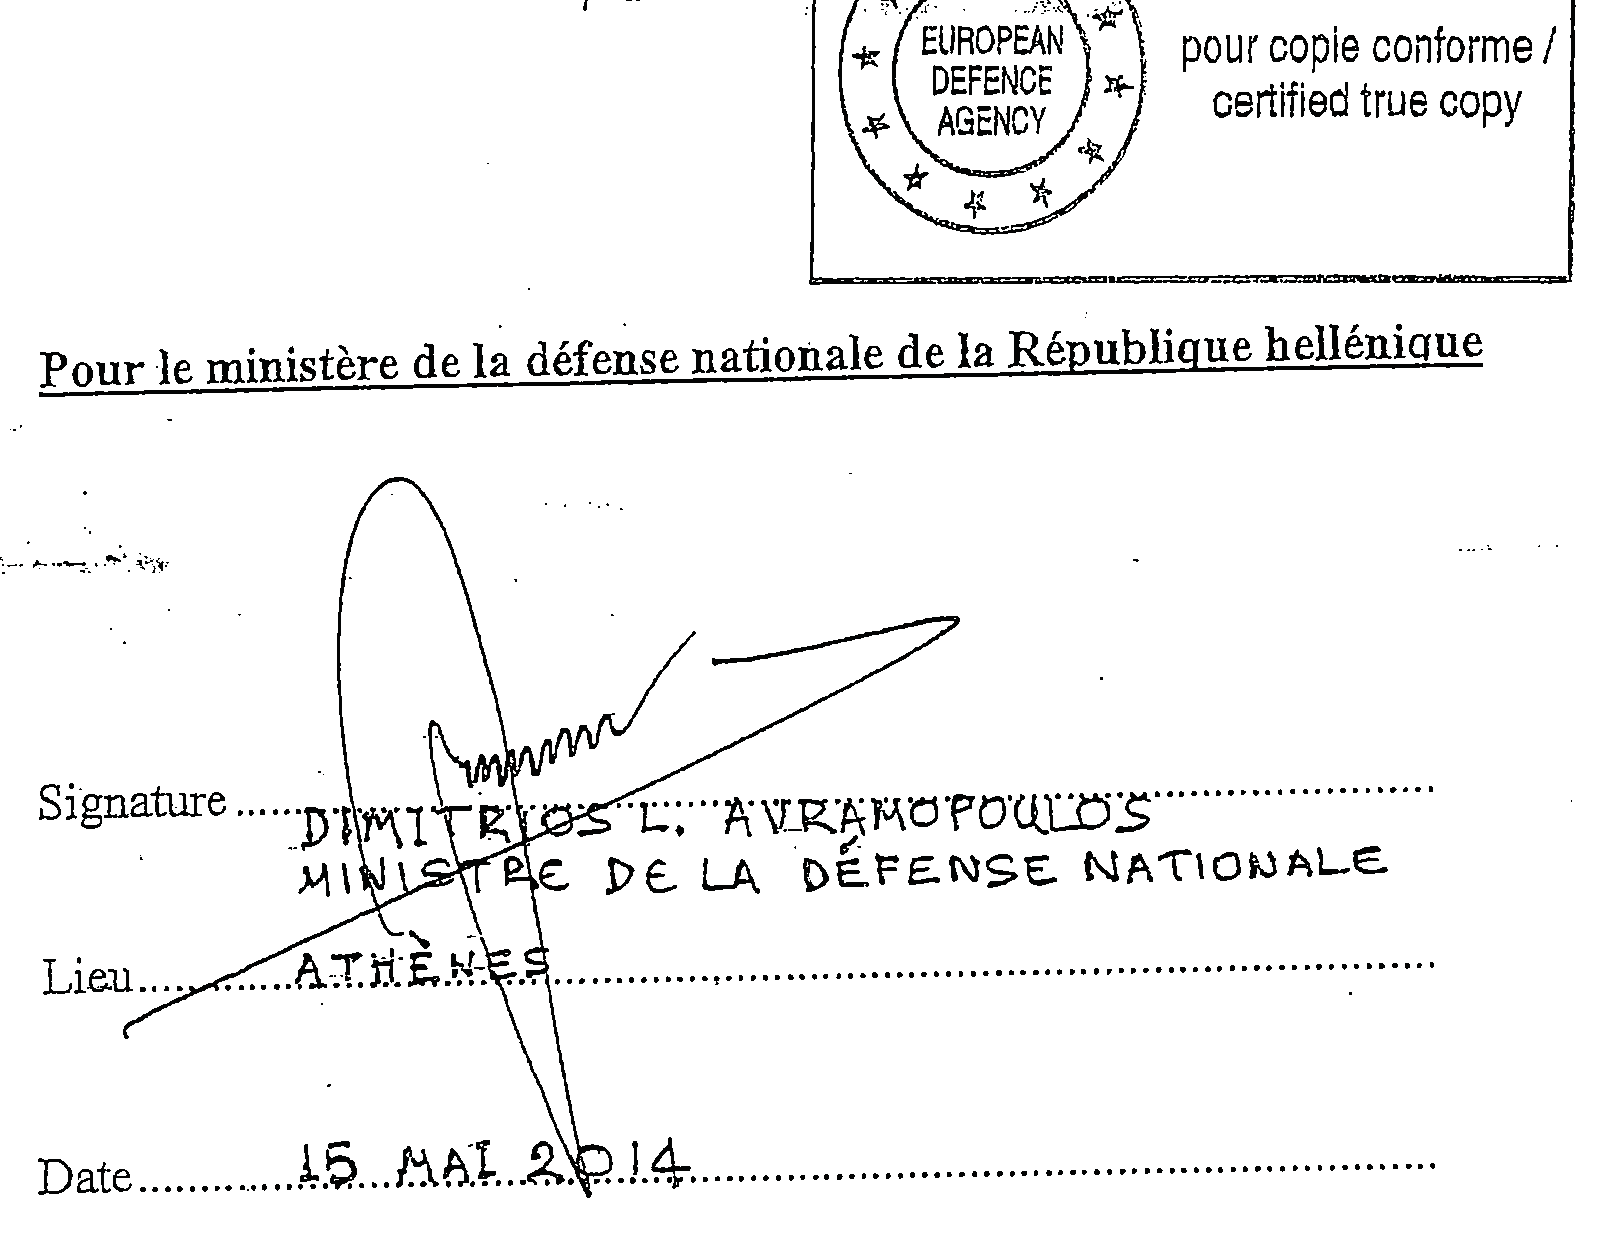 EUROPEAN
DEFENCE
AGENCY
pour copie conforme /
certified true copy
Pour le ministère de la défense nationale de la République hellénique
Signature
DIMITRIOS L. AVRAMOPOULOS
MINISTRE DE LA DÉFENSE NATIONALE
Lieu ATHÈNES
Date 15 MAI 2014